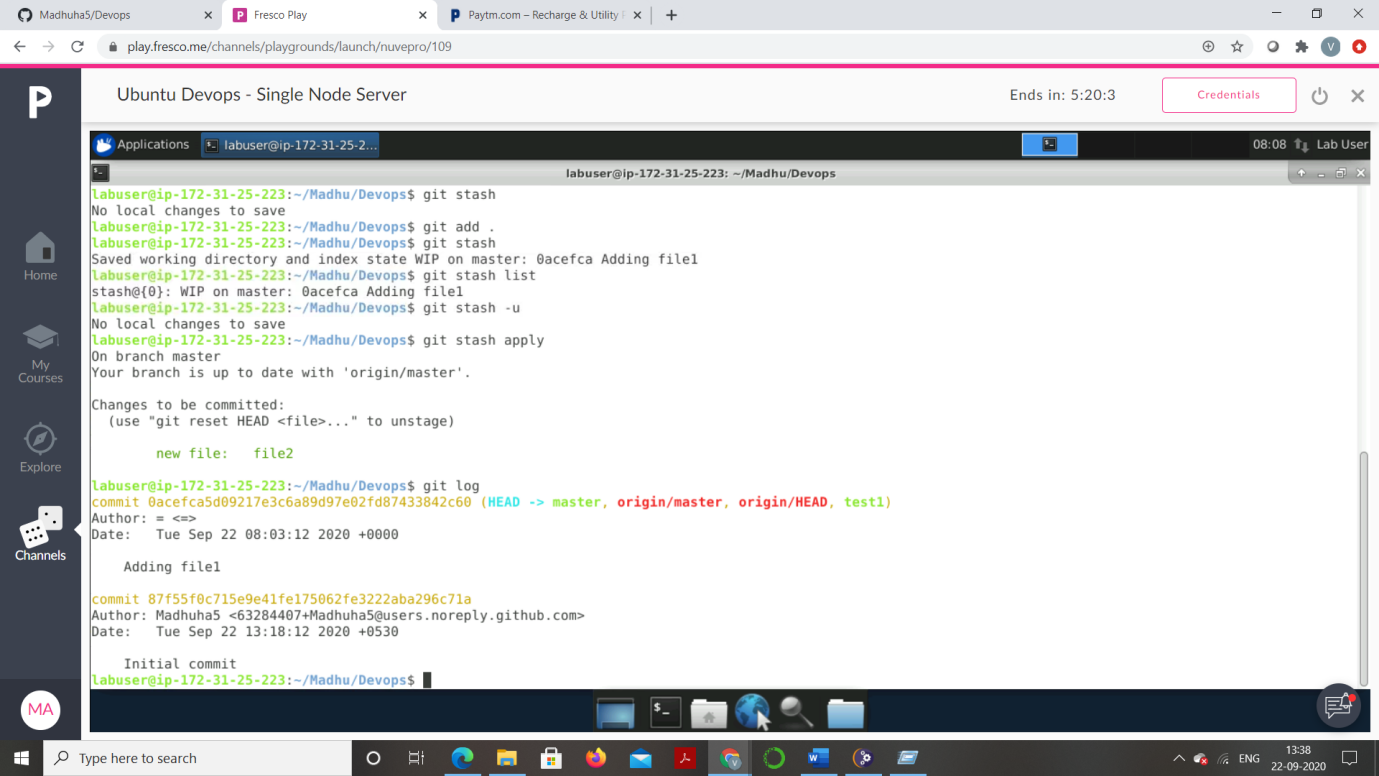 Madhuha5/Devops
Fresco Play
Paytm.com – Recharge & Utility
play.fresco.me/channels/playgrounds/launch/nuvepro/109
V
P
Ubuntu Devops - Single Node Server
Ends in: 5:20:3
Credentials
Applications
labuser@ip-172-31-25-2...
08:08
Lab User
labuser@ip-172-31-25-223: ~/Madhu/Devops
labuser@ip-172-31-25-223:~/Madhu/Devops$ git stash
No local changes to save
labuser@ip-172-31-25-223:~/Madhu/Devops$ git add .
labuser@ip-172-31-25-223:~/Madhu/Devops$ git stash
Saved working directory and index state WIP on master: 0acefca Adding file1
labuser@ip-172-31-25-223:~/Madhu/Devops$ git stash list
stash@{0}: WIP on master: 0acefca Adding file1
labuser@ip-172-31-25-223:~/Madhu/Devops$ git stash -u
No local changes to save
labuser@ip-172-31-25-223:~/Madhu/Devops$ git stash apply
On branch master
Your branch is up to date with 'origin/master'.
Changes to be committed:
(use "git reset HEAD <file>..." to unstage)
new file: file2
labuser@ip-172-31-25-223:~/Madhu/Devops$ git log
commit 0acefca5d09217e3c6a89d97e02fd87433842c60 (HEAD -> master, origin/master, origin/HEAD, test1)
Author: = <=>
Date: Tue Sep 22 08:03:12 2020 +0000
Adding file1
commit 87f55f0c715e9e41fe175062fe3222aba296c71a
Author: Madhuha5 <63284407+Madhuha5@users.noreply.github.com>
Date: Tue Sep 22 13:18:12 2020 +0530
Initial commit
labuser@ip-172-31-25-223:~/Madhu/Devops$
Home
My
Courses
Explore
Channels
MA
Type here to search
ENG
13:38
22-09-2020